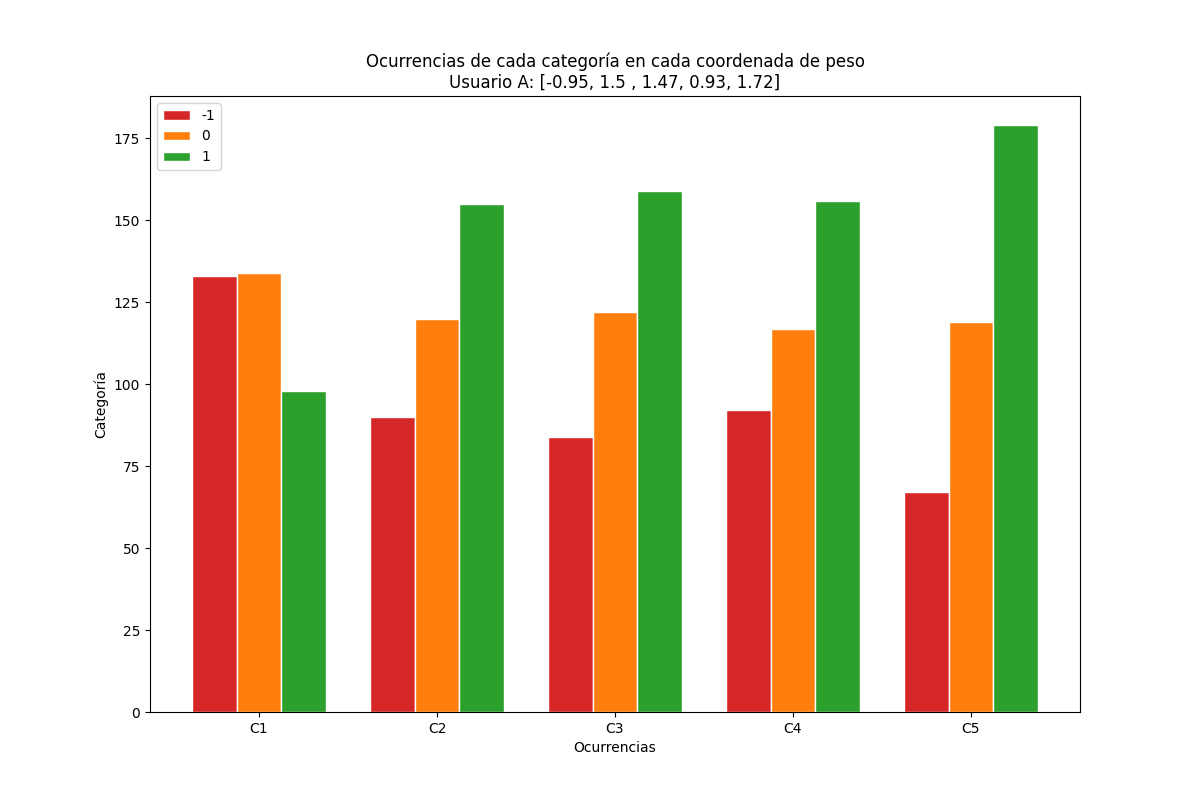 Ocurrencias de cada categoría en cada coordenada de peso
Usuario A: [-0.95, 1.5 , 1.47, 0.93, 1.72]
-1
0
1
175
150
125
100
75
50
25
0
Categoría
C1 C2 C3 C4 C5
Ocurrencias